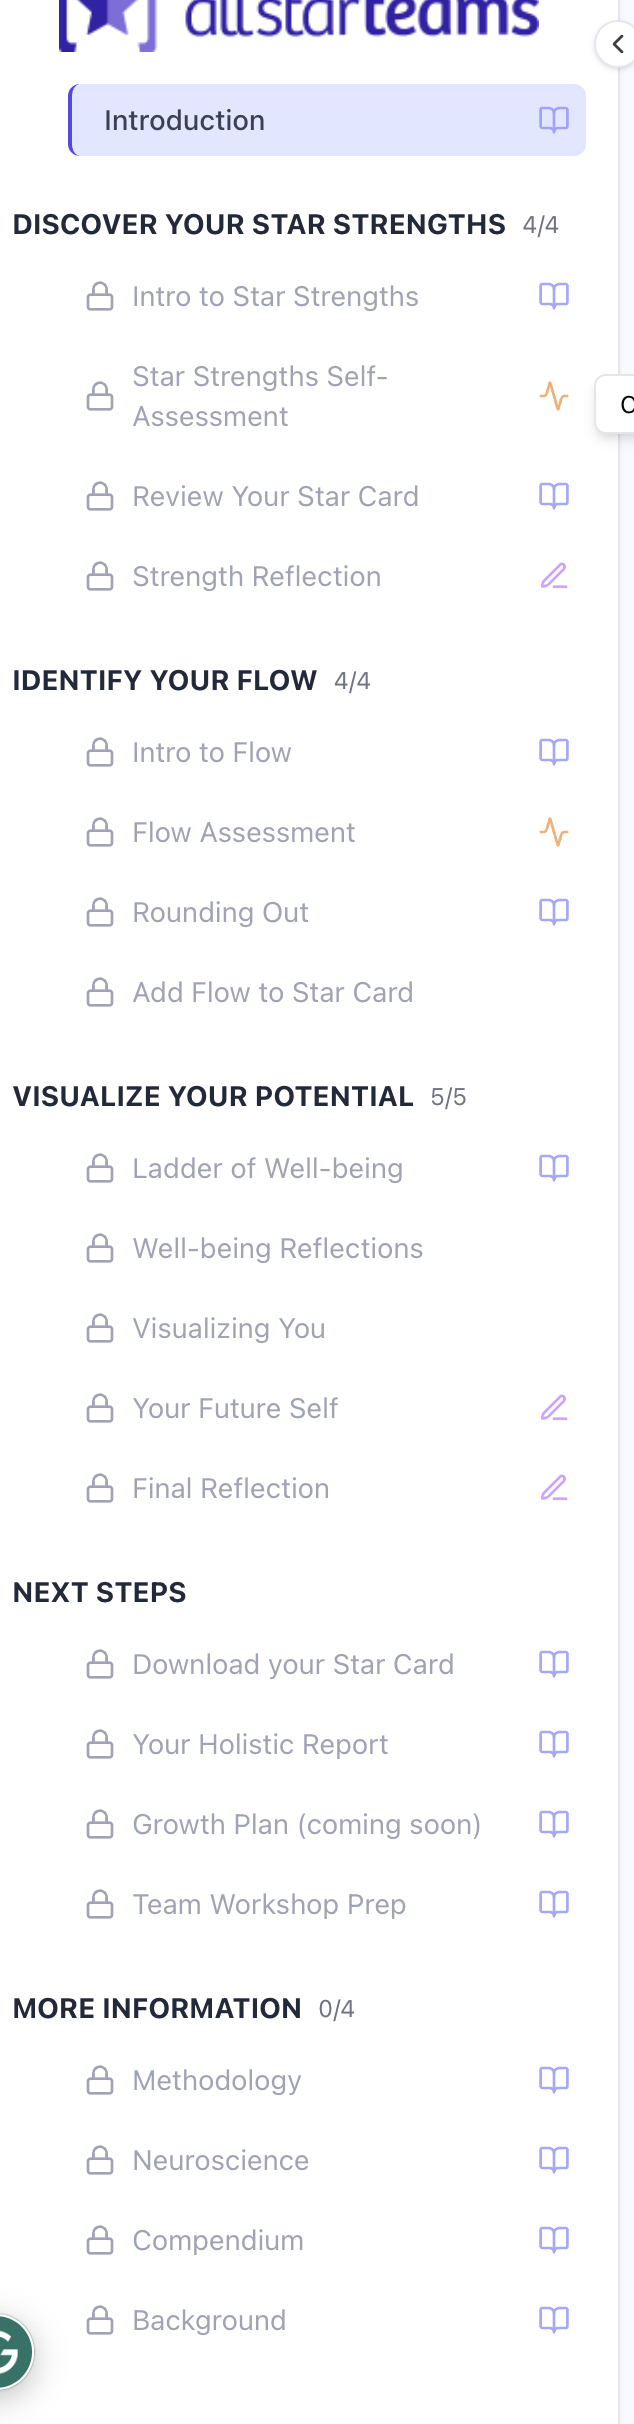 allstarteams
Introduction
DISCOVER YOUR STAR STRENGTHS 4/4
Intro to Star Strengths
Star Strengths Self-
Assessment
Review Your Star Card
Strength Reflection
IDENTIFY YOUR FLOW 4/4
Intro to Flow
Flow Assessment
Rounding Out
Add Flow to Star Card
VISUALIZE YOUR POTENTIAL 5/5
Ladder of Well-being
Well-being Reflections
Visualizing You
Your Future Self
Final Reflection
NEXT STEPS
Download your Star Card
Your Holistic Report
Growth Plan (coming soon)
Team Workshop Prep
MORE INFORMATION 0/4
Methodology
Neuroscience
Compendium
Background
G